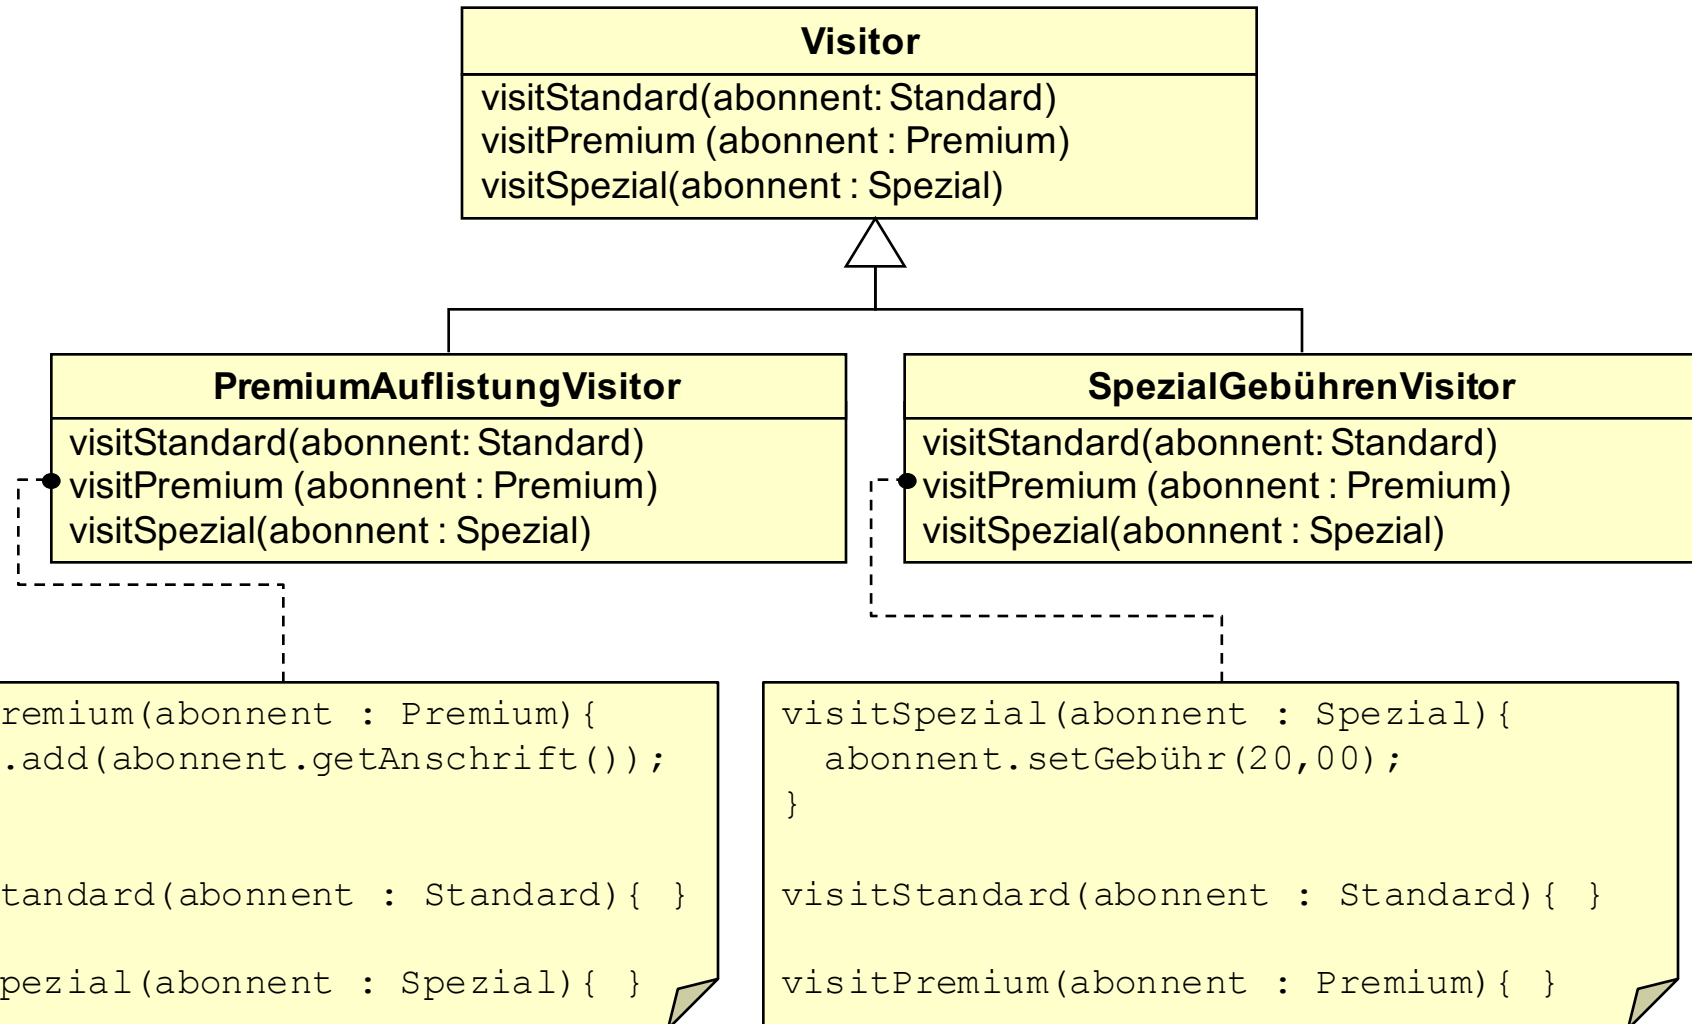 Visitor
visitStandard(abonnent: Standard)
visitPremium (abonnent : Premium)
visitSpezial(abonnent : Spezial)
PremiumAuflistungVisitor
visitStandard(abonnent: Standard)
visitPremium (abonnent : Premium)
visitSpezial(abonnent : Spezial)
SpezialGebührenVisitor
visitStandard(abonnent: Standard)
visitPremium (abonnent : Premium)
visitSpezial(abonnent : Spezial)
remium(abonnent : Premium){
.add(abonnent.getAnschrift());
tandard(abonnent : Standard){ }
pezial(abonnent : Spezial){ }
visitSpezial(abonnent : Spezial){
abonnent.setGebühr(20,00);
}
visitStandard(abonnent : Standard){ }
visitPremium(abonnent : Premium){ }